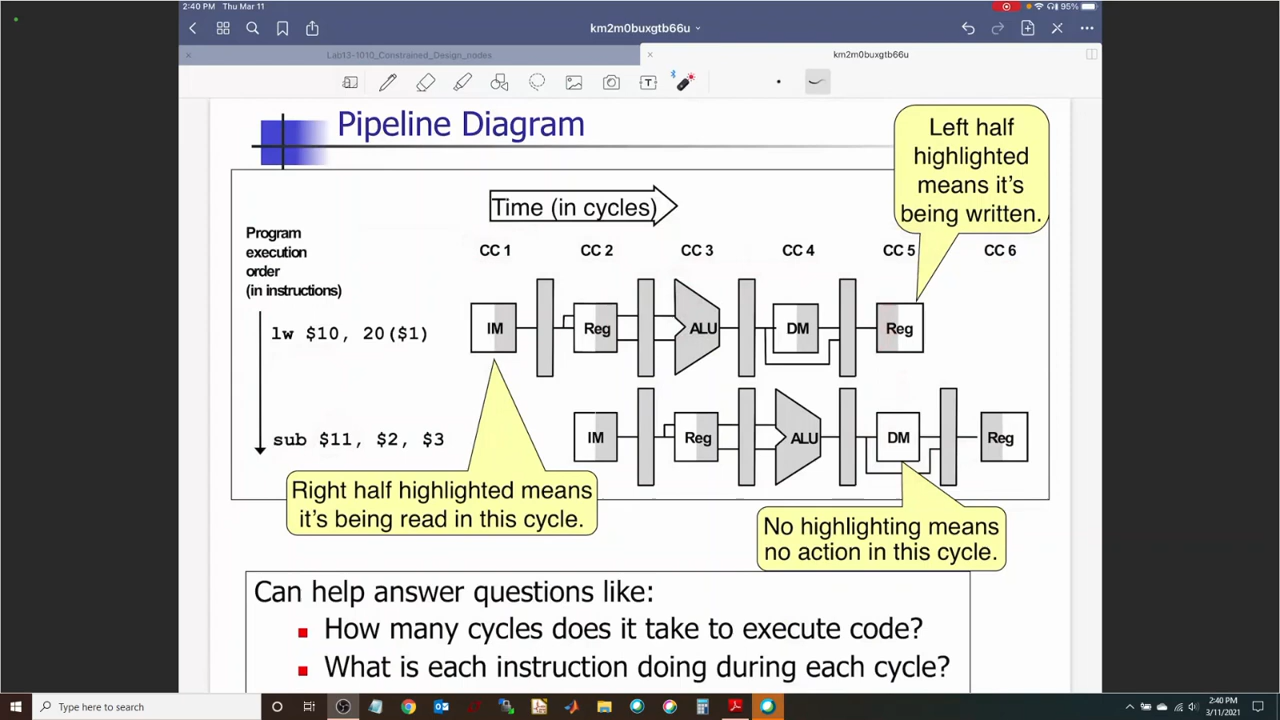 2:40 PM Thu Mar 11
95%
km2m0buxgtb66u
Lab13-1010_Constrained_Design_nodes
km2m0buxgtb66u
Pipeline Diagram
Left half
highlighted
means it's
being written.
Time (in cycles)
Program
execution
order
(in instructions)
CC 1 CC 2 CC 3 CC 4 CC 5 CC 6
lw $10, 20($1)
IM Reg ALU DM Reg
sub $11, $2, $3
IM Reg ALU DM Reg
Right half highlighted means
it's being read in this cycle.
No highlighting means
no action in this cycle.
Can help answer questions like:
How many cycles does it take to execute code?
What is each instruction doing during each cycle?
Type here to search
2:40 PM
3/11/2021